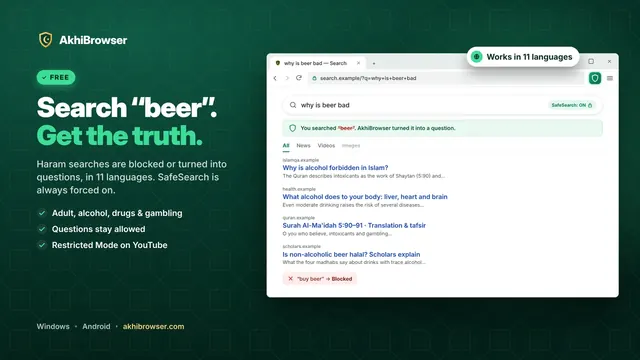 AkhiBrowser
FREE
Search “beer”.
Get the truth.
Haram searches are blocked or turned into
questions, in 11 languages. SafeSearch is
always forced on.
Adult, alcohol, drugs & gambling
Questions stay allowed
Restricted Mode on YouTube
Windows · Android · akhibrowser.com
Works in 11 languages
why is beer bad — Search
search.example/?q=why+is+beer+bad
why is beer bad
SafeSearch: ON
You searched "beer". AkhiBrowser turned it into a question.
All News Videos Images
islamqa.example
Why is alcohol forbidden in Islam?
The Quran describes intoxicants as the work of Shaytan (5:90) and...
health.example
What alcohol does to your body: liver, heart and brain
Even moderate drinking raises the risk of several diseases...
quran.example
Surah Al-Ma'idah 5:90–91 · Translation & tafsir
O you who believe, intoxicants and gambling...
scholars.example
Is non-alcoholic beer halal? Scholars explain
What the four madhabs say about drinks with trace alcohol...
"buy beer" → Blocked